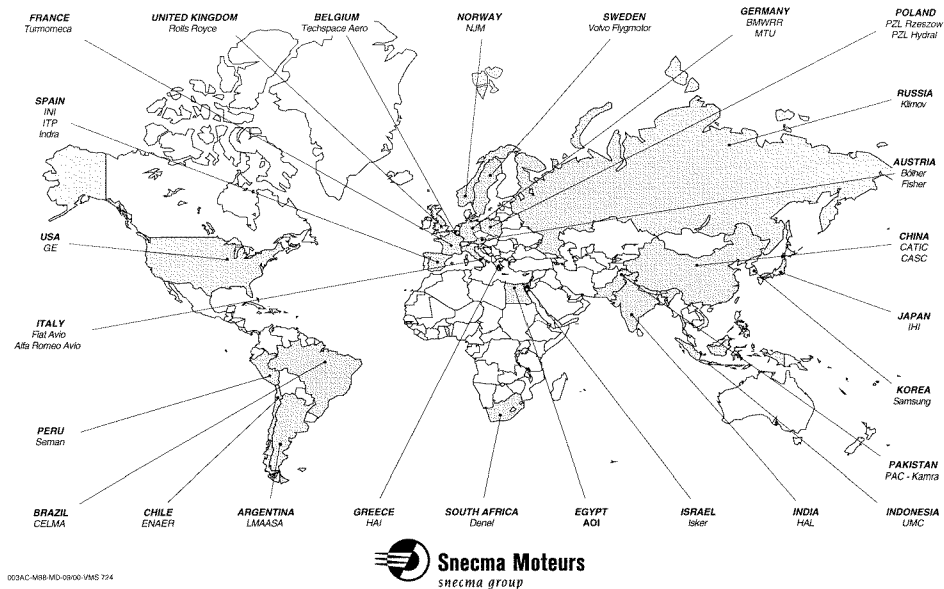 FRANCE
Turmomeca
UNITED KINGDOM
Rolls Royce
BELGIUM
Techspace Aero
NORWAY
NJM
SWEDEN
Volvo Flygmotor
GERMANY
BMWRR
MTU
POLAND
PZL Rzeszow
PZL Hydral
SPAIN
INI
ITP
Indra
RUSSIA
Klimov
AUSTRIA
Bölher
Fisher
USA
GE
CHINA
CATIC
CASC
ITALY
Fiat Avio
Alfa Romeo Avio
JAPAN
IHI
KOREA
Samsung
PERU
Seman
PAKISTAN
PAC - Kamra
BRAZIL
CELMA
CHILE
ENAER
ARGENTINA
LMAASA
GREECE
HAI
SOUTH AFRICA
Denel
EGYPT
AOI
ISRAEL
Isker
INDIA
HAL
INDONESIA
UMC
Snecma Moteurs
snecma group
003AC-M88-MD-09/00-VMS 724